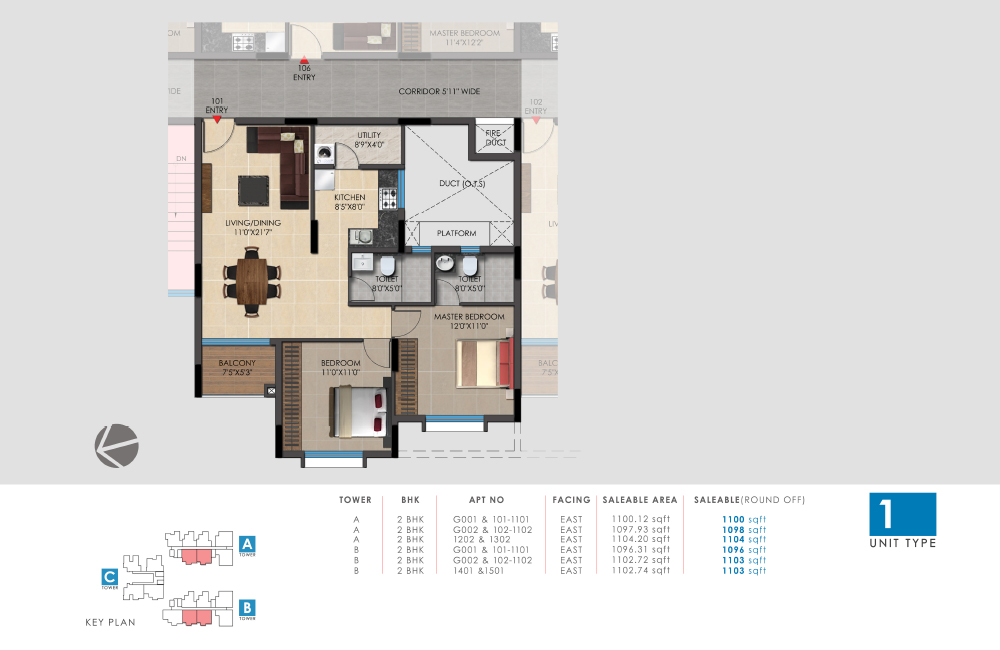 OM
MASTER BEDROOM
11'4"X12'2"
106
ENTRY
IDE
CORRIDOR 5'11" WIDE
101
ENTRY
102
ENTRY
UTILITY
8'9"X4'0"
FIRE
DUCT
DN
DUCT (O.T.S)
KITCHEN
8'5"X8'0"
LIVING/DINING
11'0"X21'7"
LIV
PLATFORM
TOILET
8'0"X5'0"
TOILET
8'0"X5'0"
MASTER BEDROOM
12'0"X11'0"
BALCONY
7'5"X5'3"
BEDROOM
11'0"X11'0"
BALC
7'5"X
TOWER BHK APT NO FACING SALEABLE AREA SALEABLE(ROUND OFF)
A 2 BHK G001 & 101-1101 EAST 1100.12 sqft 1100 sqft
A 2 BHK G002 & 102-1102 EAST 1097.93 sqft 1098 sqft
A 2 BHK 1202 & 1302 EAST 1104.20 sqft 1104 sqft
B 2 BHK G001 & 101-1101 EAST 1096.31 sqft 1096 sqft
B 2 BHK G002 & 102-1102 EAST 1102.72 sqft 1103 sqft
B 2 BHK 1401 &1501 EAST 1102.74 sqft 1103 sqft
1
UNIT TYPE
A
TOWER
C
TOWER
B
TOWER
KEY PLAN